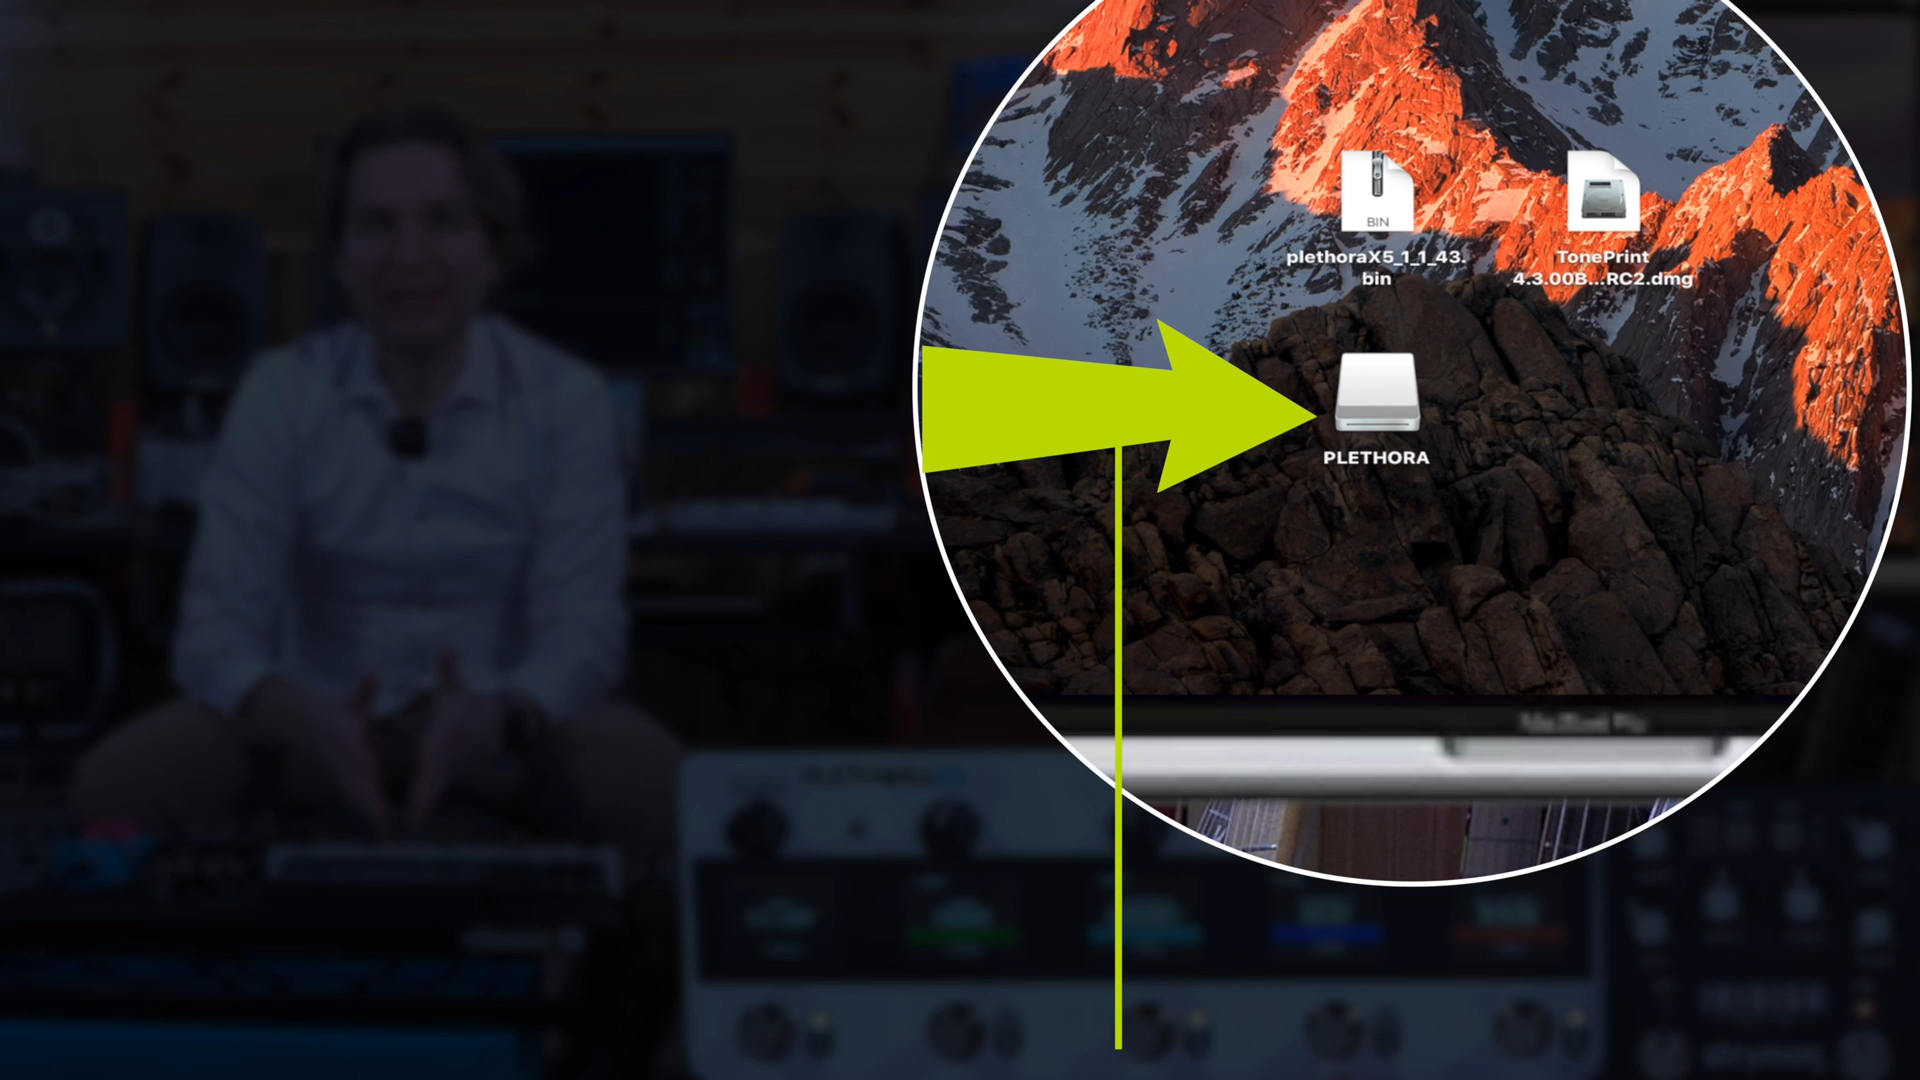 BIN
plethoraX5_1_1_43.
bin
TonePrint
4.3.00B...RC2.dmg
PLETHORA